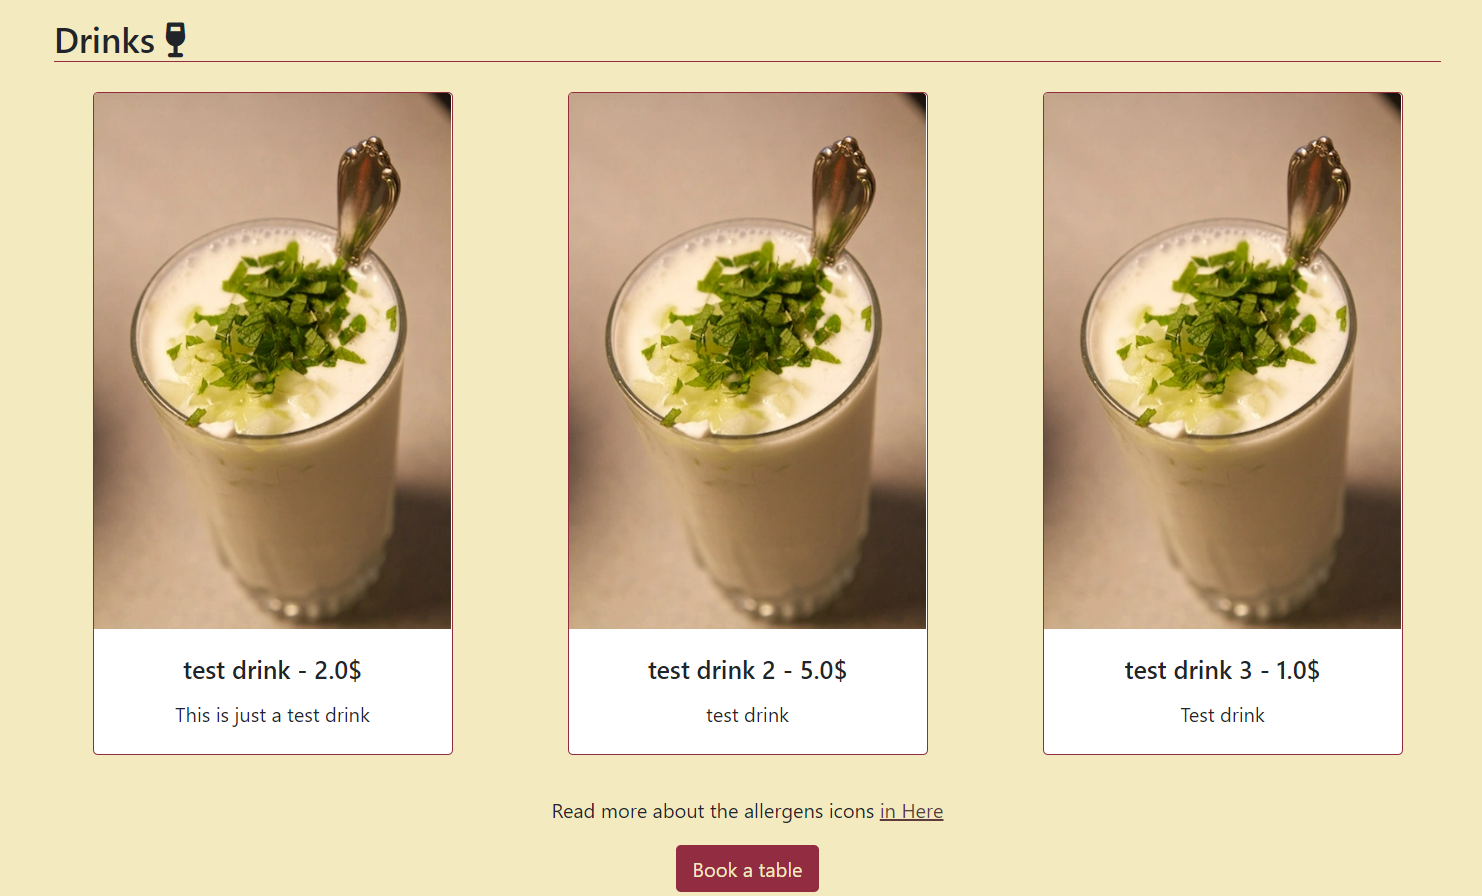 Drinks
test drink - 2.0$
This is just a test drink
test drink 2 - 5.0$
test drink
test drink 3 - 1.0$
Test drink
Read more about the allergens icons in Here
Book a table